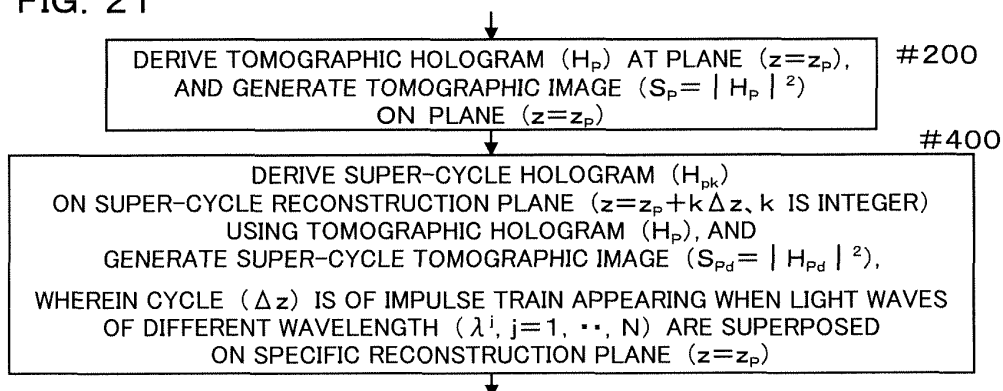 FIG. 21
DERIVE TOMOGRAPHIC HOLOGRAM (H_P) AT PLANE (z=z_P),
#200
AND GENERATE TOMOGRAPHIC IMAGE (S_P=|H_P|²)
ON PLANE (z=z_P)
#400
DERIVE SUPER-CYCLE HOLOGRAM (H_pk)
ON SUPER-CYCLE RECONSTRUCTION PLANE (z=z_P+kΔz、k IS INTEGER)
USING TOMOGRAPHIC HOLOGRAM (H_P), AND
GENERATE SUPER-CYCLE TOMOGRAPHIC IMAGE (S_Pd=|H_Pd|²),
WHEREIN CYCLE (Δz) IS OF IMPULSE TRAIN APPEARING WHEN LIGHT WAVES
OF DIFFERENT WAVELENGTH (λ^j, j=1, ‥, N) ARE SUPERPOSED
ON SPECIFIC RECONSTRUCTION PLANE (z=z_P)